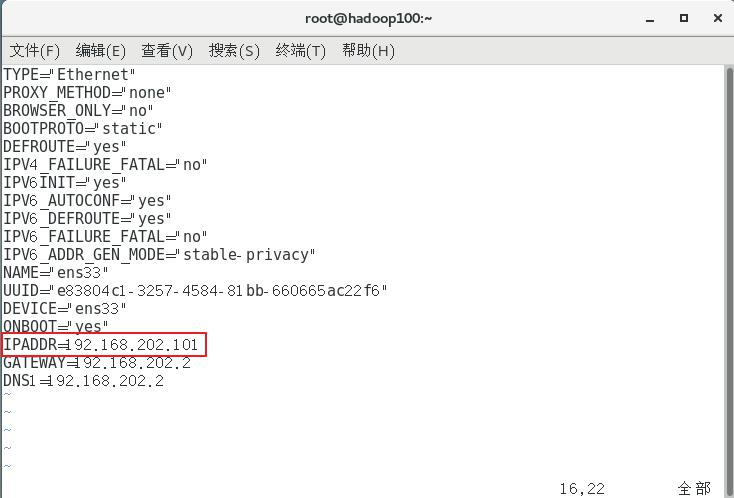 root@hadoop100:~
文件(F) 编辑(E) 查看(V) 搜索(S) 终端(T) 帮助(H)
TYPE="Ethernet"
PROXY_METHOD="none"
BROWSER_ONLY="no"
BOOTPROTO="static"
DEFROUTE="yes"
IPV4_FAILURE_FATAL="no"
IPV6INIT="yes"
IPV6_AUTOCONF="yes"
IPV6_DEFROUTE="yes"
IPV6_FAILURE_FATAL="no"
IPV6_ADDR_GEN_MODE="stable-privacy"
NAME="ens33"
UUID="e83804c1-3257-4584-81bb-660665ac22f6"
DEVICE="ens33"
ONBOOT="yes"
IPADDR=192.168.202.101
GATEWAY=192.168.202.2
DNS1=192.168.202.2
~
~
~
~
~
16,22 全部